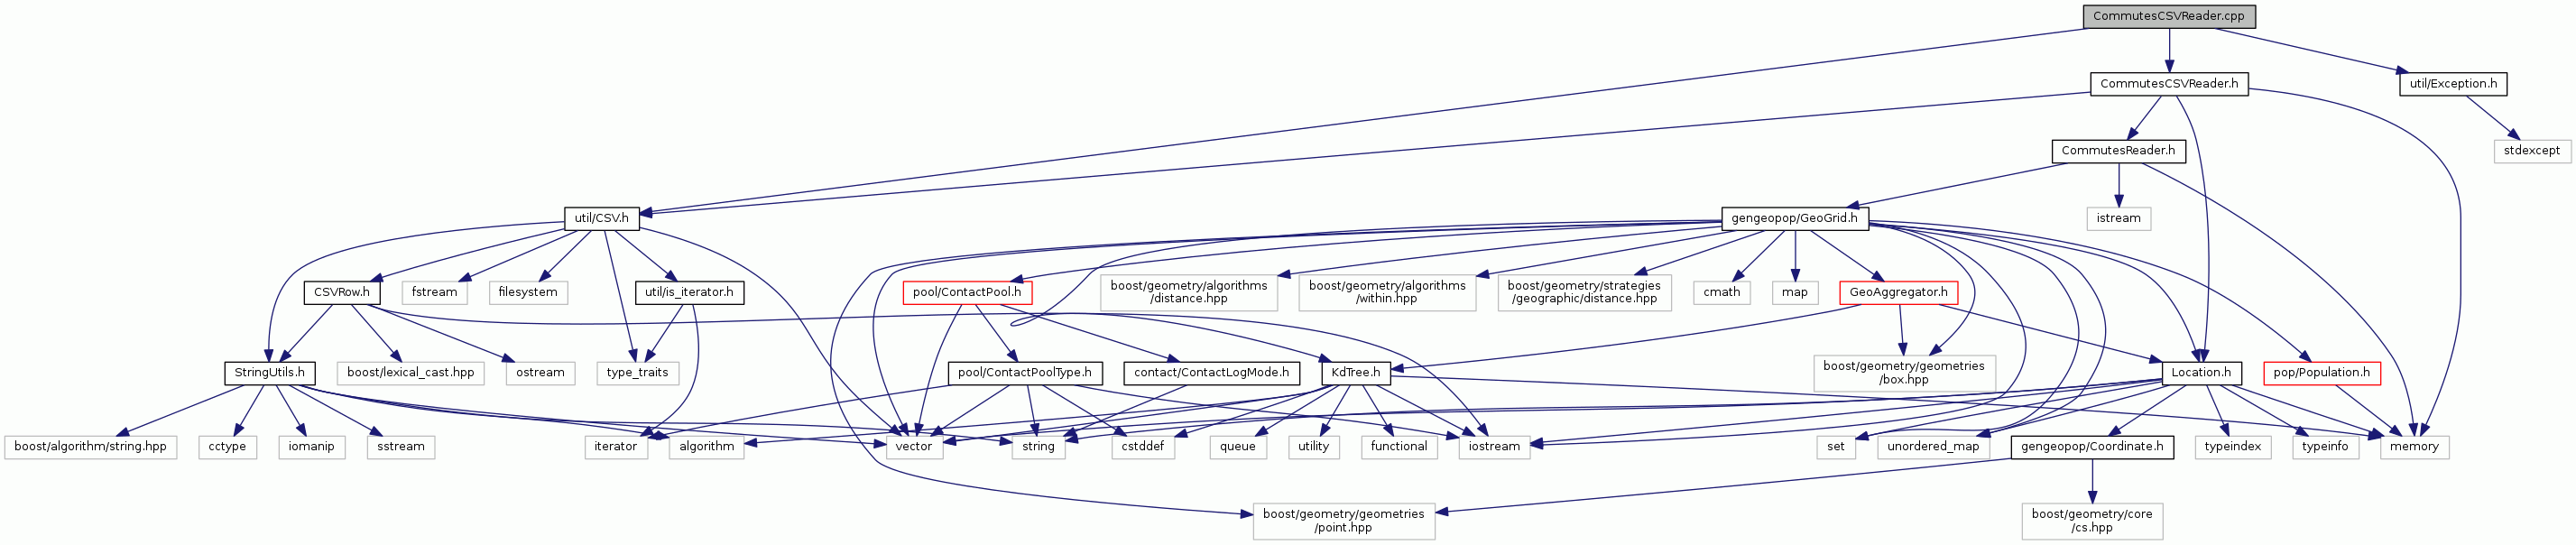 CommutesCSVReader.cpp
CommutesCSVReader.h
util/Exception.h
CommutesReader.h
stdexcept
util/CSV.h
gengeopop/GeoGrid.h
istream
CSVRow.h
fstream
filesystem
util/is_iterator.h
pool/ContactPool.h
boost/geometry/algorithms
/distance.hpp
boost/geometry/algorithms
/within.hpp
boost/geometry/strategies
/geographic/distance.hpp
cmath
map
GeoAggregator.h
StringUtils.h
boost/lexical_cast.hpp
ostream
type_traits
pool/ContactPoolType.h
contact/ContactLogMode.h
KdTree.h
boost/geometry/geometries
/box.hpp
Location.h
pop/Population.h
boost/algorithm/string.hpp
cctype
iomanip
sstream
iterator
algorithm
vector
string
cstddef
queue
utility
functional
iostream
set
unordered_map
gengeopop/Coordinate.h
typeindex
typeinfo
memory
boost/geometry/geometries
/point.hpp
boost/geometry/core
/cs.hpp